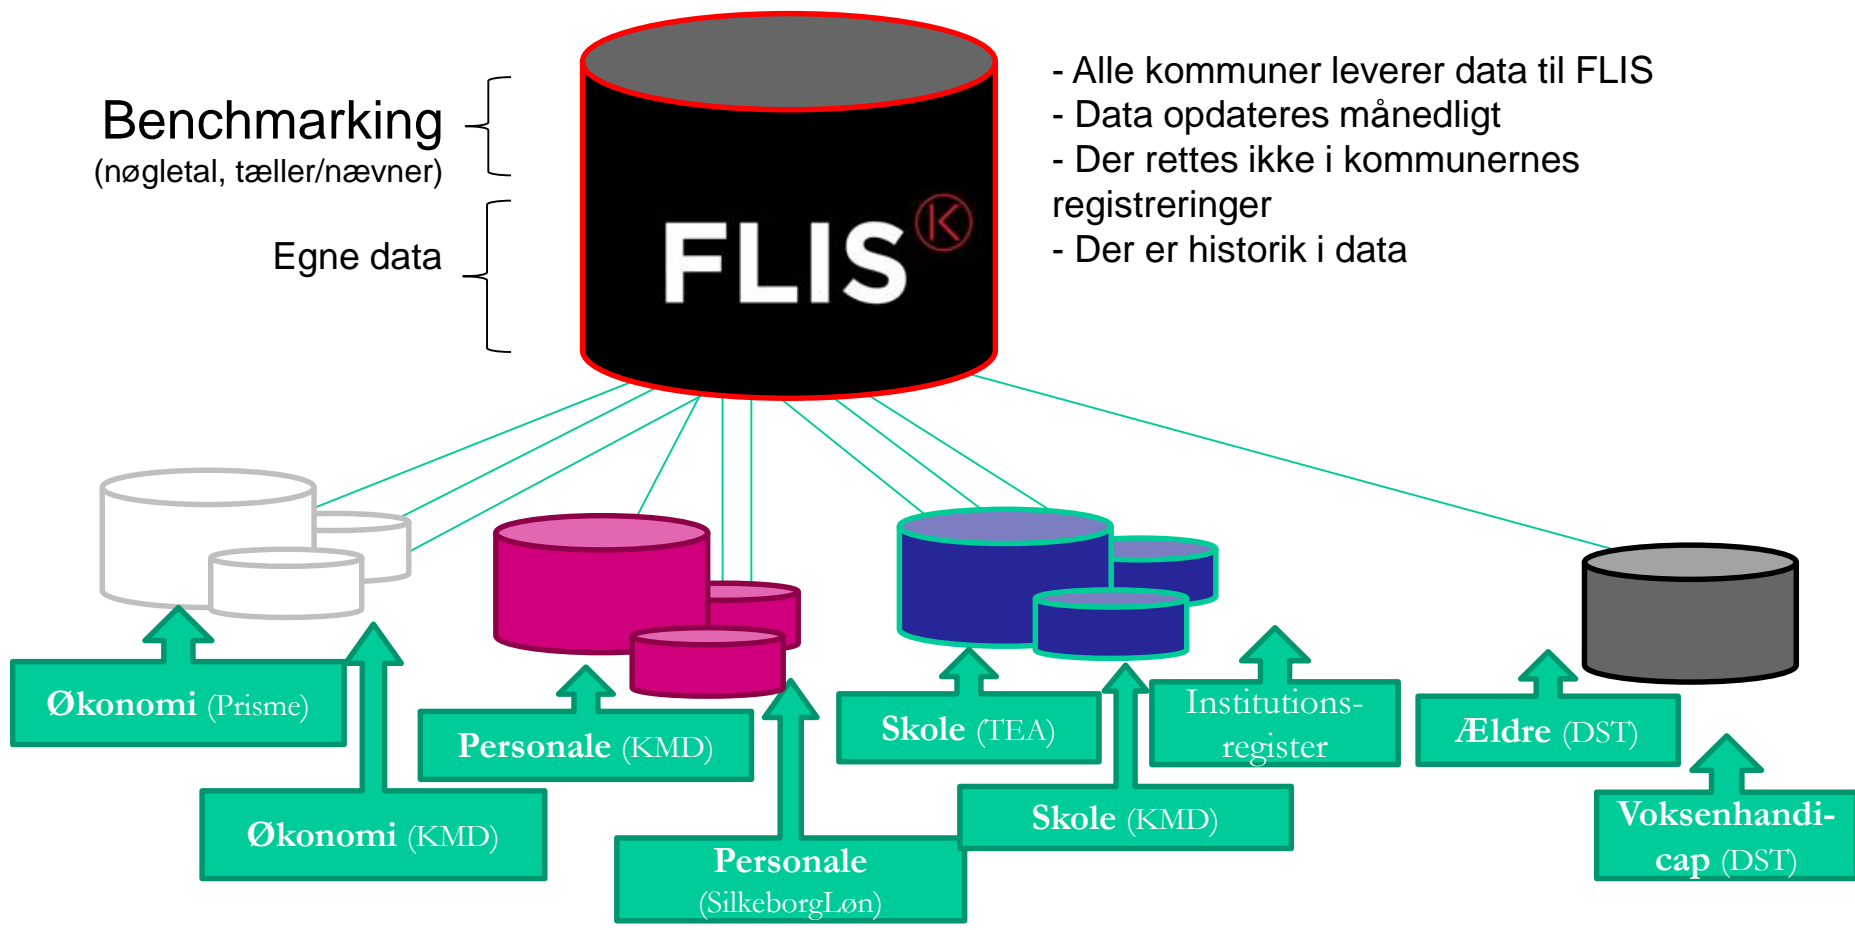 Benchmarking
(nøgletal, tæller/nævner)
Egne data
FLIS K
- Alle kommuner leverer data til FLIS
- Data opdateres månedligt
- Der rettes ikke i kommunernes
registreringer
- Der er historik i data
Økonomi (Prisme)
Økonomi (KMD)
Personale (KMD)
Personale
(SilkeborgLøn)
Skole (TEA)
Skole (KMD)
Institutions-
register
Ældre (DST)
Voksenhandi-
cap (DST)